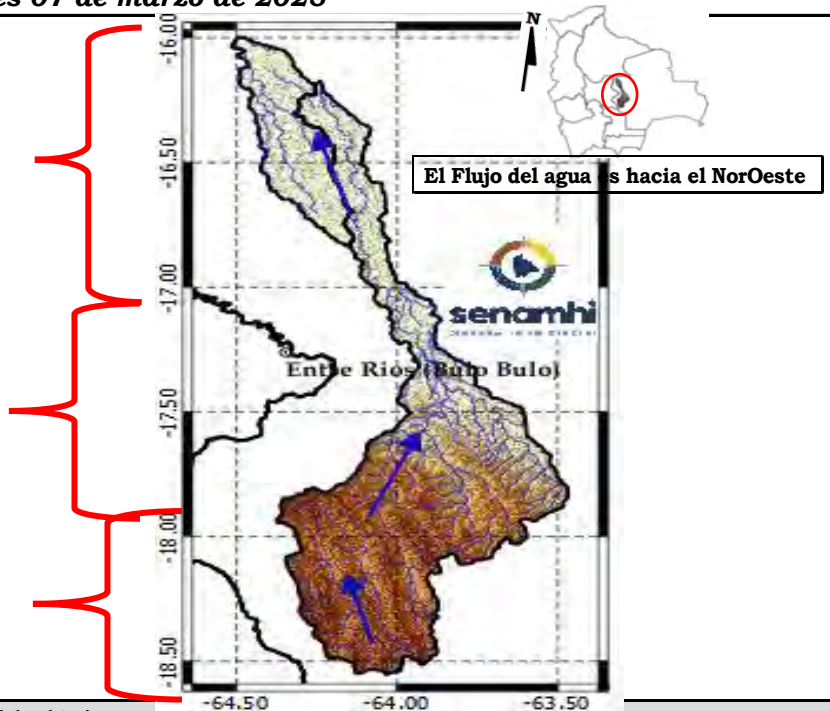 es 07 de marzo de 2023
N
El Flujo del agua es hacia el NorOeste
senamhi
Entre Ríos (Bulo Bulo)
-16.00
-16.50
-17.00
-17.50
-18.00
-18.50
-64.50
-64.00
-63.50